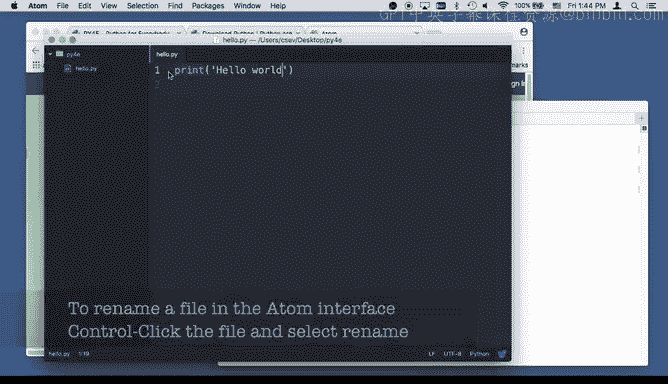 Atom File Edit View Selection Find Packages Window Help
100% Fri 1:44 PM
hello.py — /Users/csev/Desktop/py4e
py4e
hello.py
hello.py
1 print('Hello world')
2
To rename a file in the Atom interface
Control-Click the file and select rename
hello.py 1:19 LF UTF-8 Python